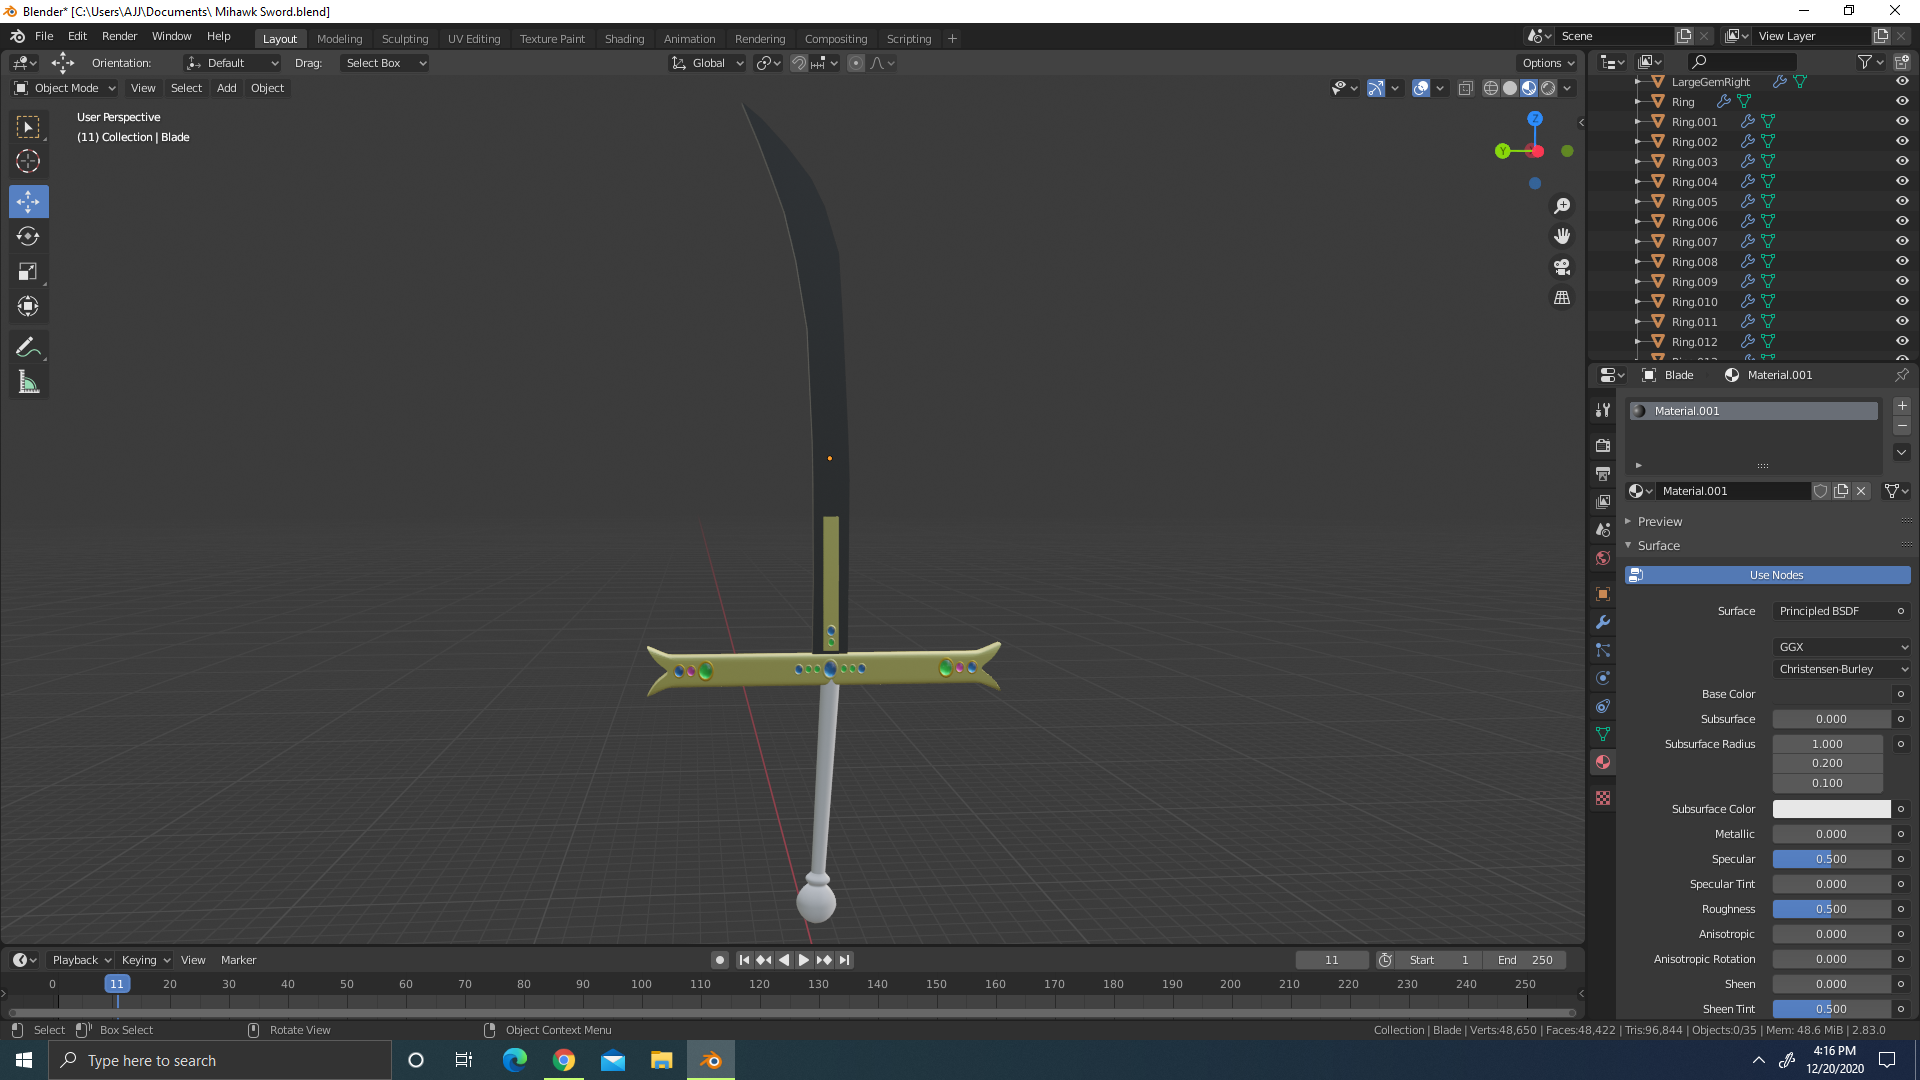 Blender* [C:\Users\AJJ\Documents\ Mihawk Sword.blend]
File Edit Render Window Help Layout Modeling Sculpting UV Editing Texture Paint Shading Animation Rendering Compositing Scripting + Scene View Layer
Orientation: Default Drag: Select Box Global Options
Object Mode View Select Add Object
User Perspective
(11) Collection | Blade
Z
Y
LargeGemRight
Ring
Ring.001
Ring.002
Ring.003
Ring.004
Ring.005
Ring.006
Ring.007
Ring.008
Ring.009
Ring.010
Ring.011
Ring.012
Blade Material.001
Material.001
Material.001
Preview
Surface
Use Nodes
Surface Principled BSDF
GGX
Christensen-Burley
Base Color
Subsurface 0.000
Subsurface Radius 1.000
0.200
0.100
Subsurface Color
Metallic 0.000
Specular 0.500
Specular Tint 0.000
Roughness 0.500
Anisotropic 0.000
Anisotropic Rotation 0.000
Sheen 0.000
Sheen Tint 0.500
Playback Keying View Marker 11 Start 1 End 250
0 11 20 30 40 50 60 70 80 90 100 110 120 130 140 150 160 170 180 190 200 210 220 230 240 250
Select Box Select Rotate View Object Context Menu Collection | Blade | Verts:48,650 | Faces:48,422 | Tris:96,844 | Objects:0/35 | Mem: 48.6 MiB | 2.83.0
Type here to search
4:16 PM
12/20/2020